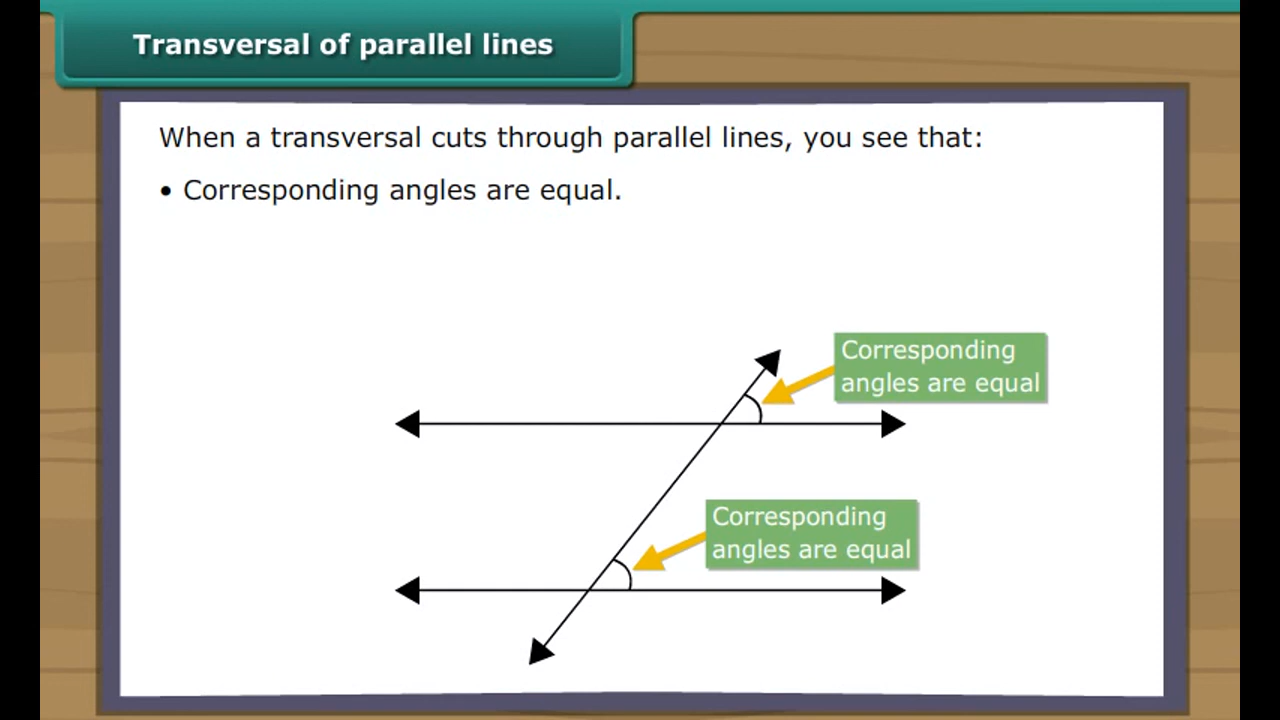 Transversal of parallel lines
When a transversal cuts through parallel lines, you see that:
• Corresponding angles are equal.
Corresponding
angles are equal
Corresponding
angles are equal